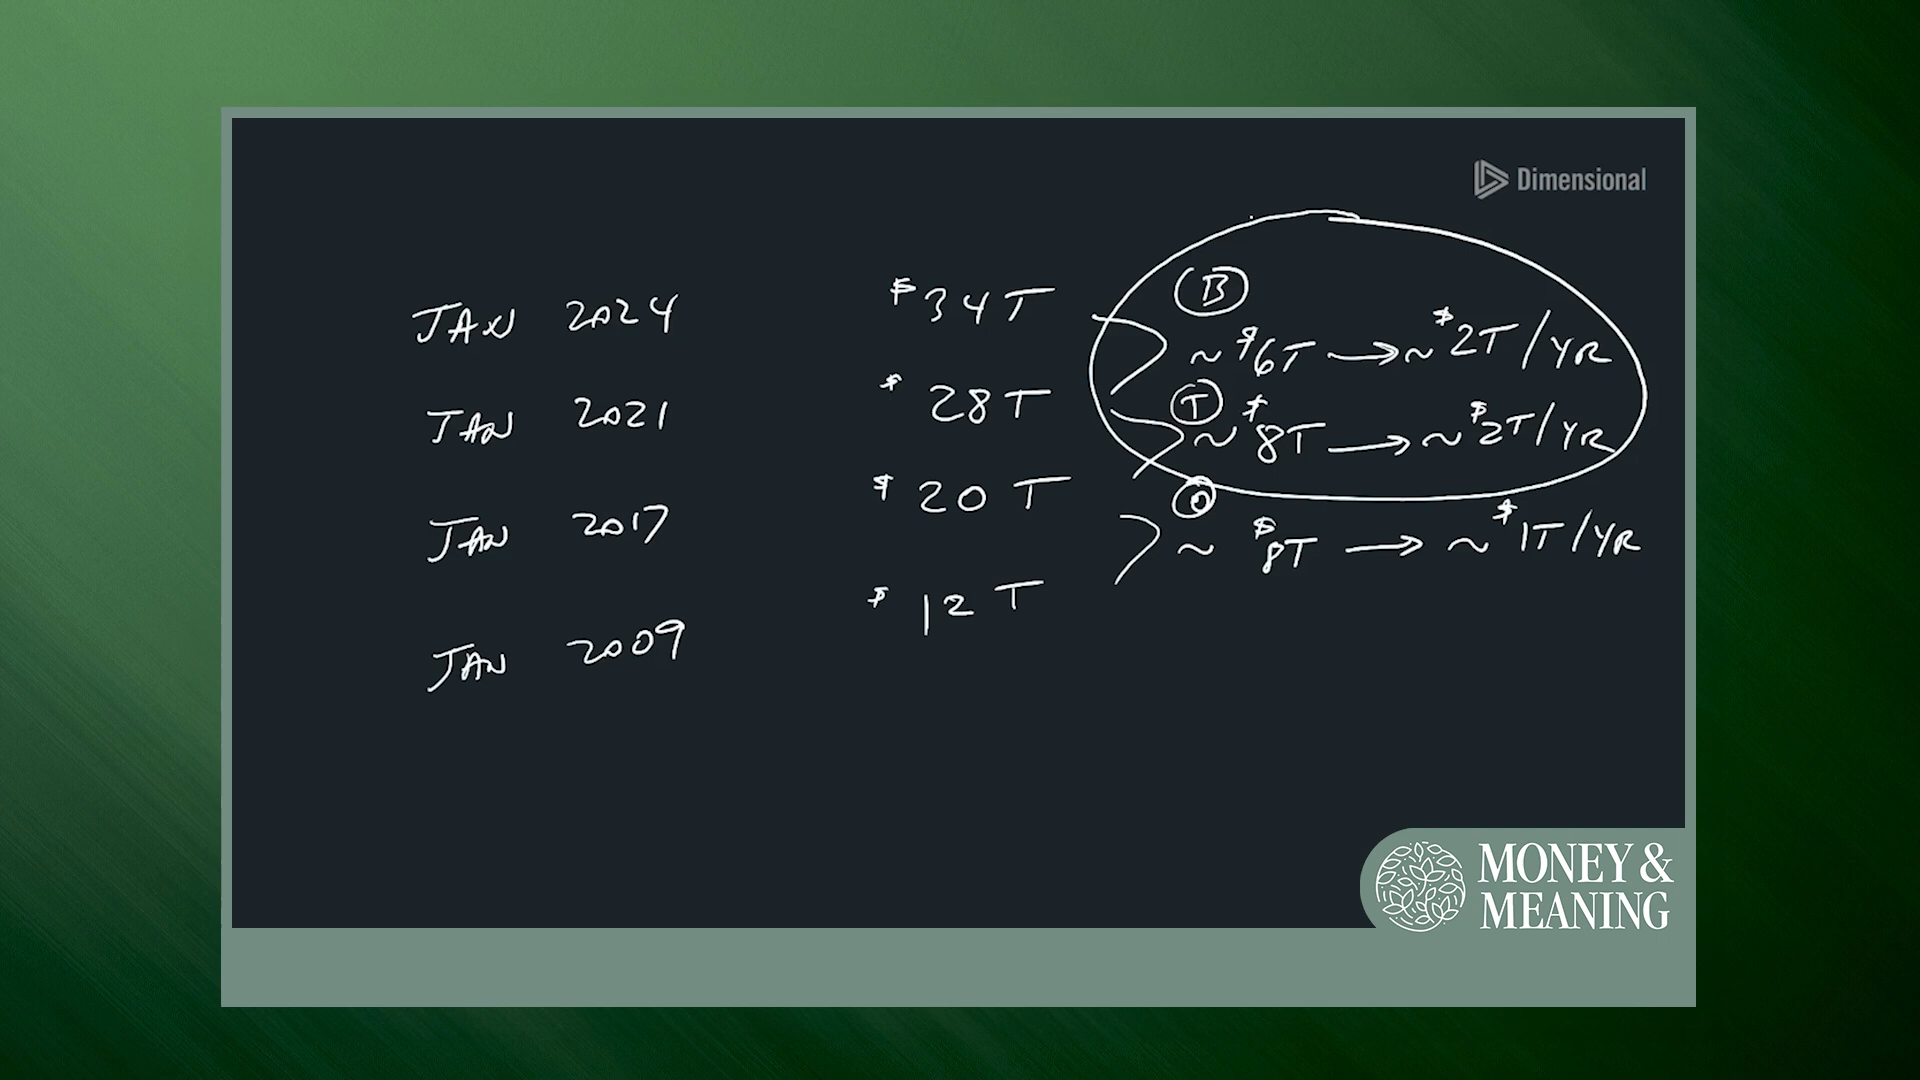 Dimensional
B
JAN 2024 $34T
~ $6T → ~ $2T/YR
JAN 2021 $28T
T
~ $8T → ~ $2T/YR
JAN 2017 $20T
O
~ $8T → ~ $1T/YR
JAN 2009 $12T
MONEY &
MEANING